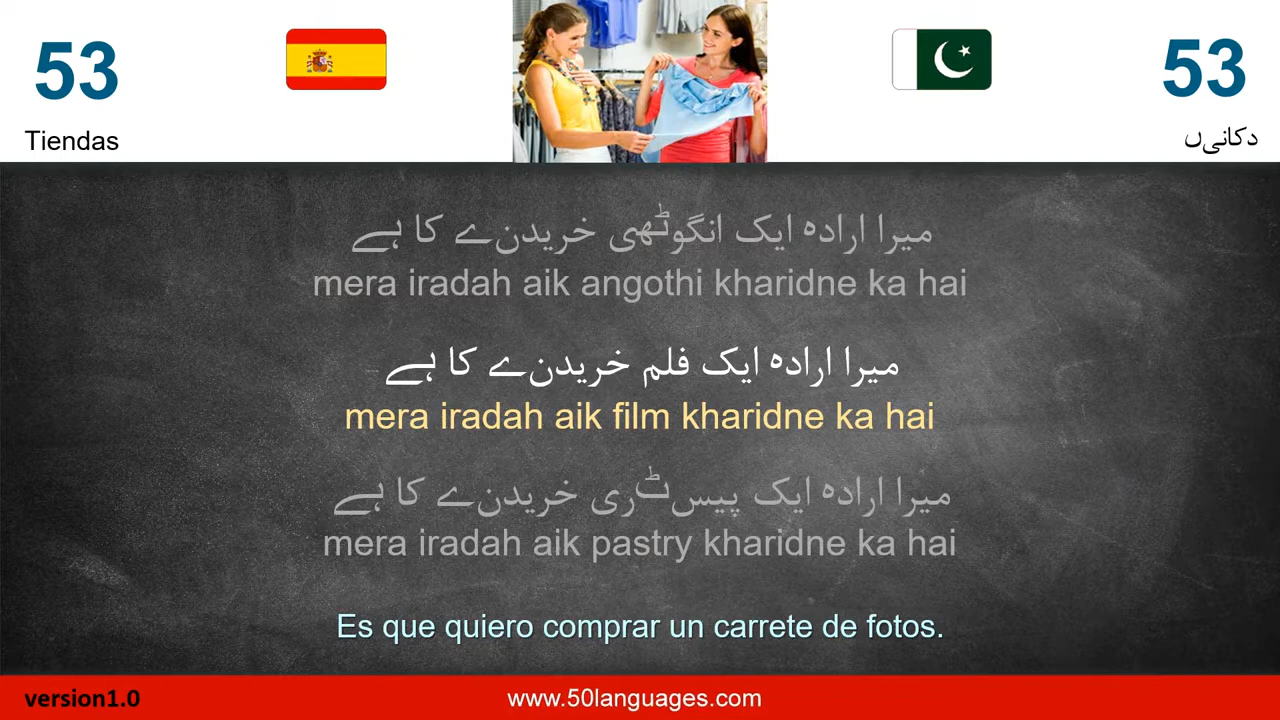 53
53
Tiendas
دکانیں
میرا ارادہ ایک انگوٹھی خریدنے کا ہے
mera iradah aik angothi kharidne ka hai
میرا ارادہ ایک فلم خریدنے کا ہے
mera iradah aik film kharidne ka hai
میرا ارادہ ایک پیسٹری خریدنے کا ہے
mera iradah aik pastry kharidne ka hai
Es que quiero comprar un carrete de fotos.
version1.0
www.50languages.com